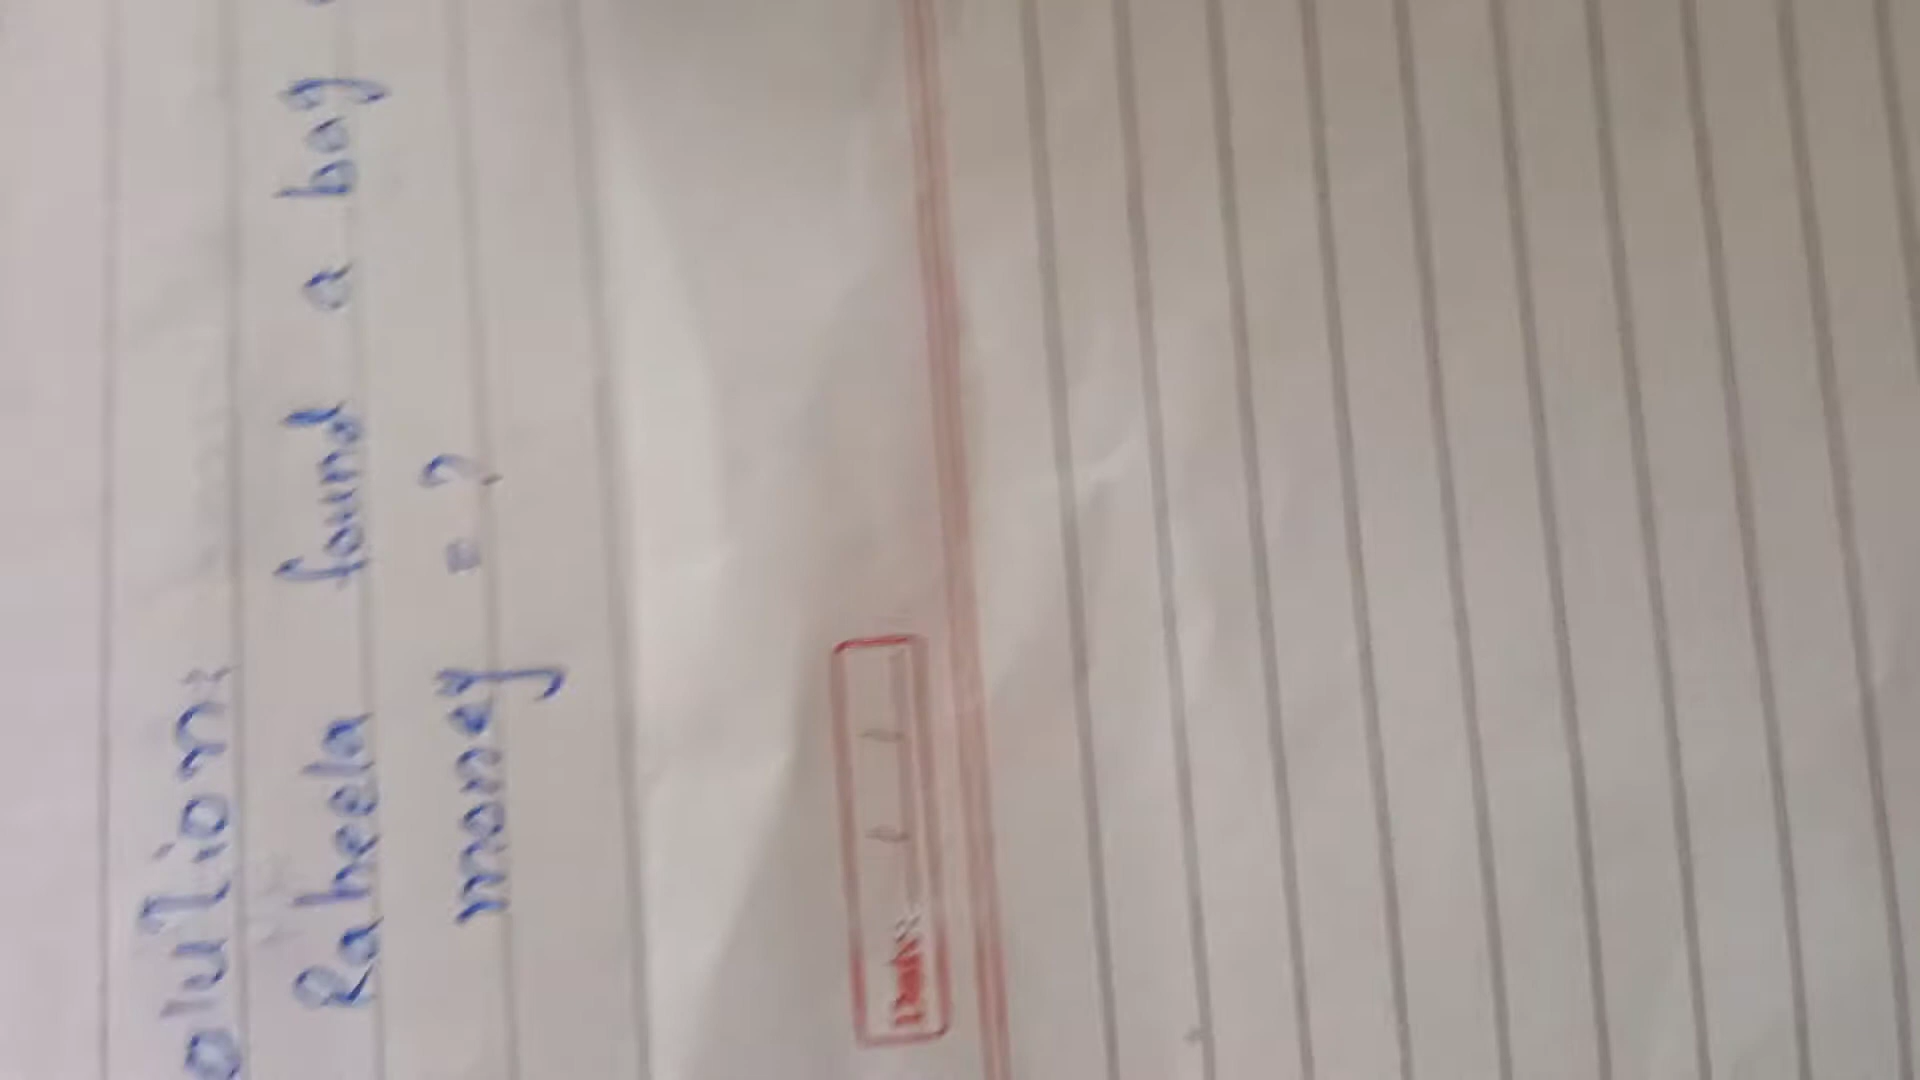 olution:
Raheela found a bag
money = ?
Date: